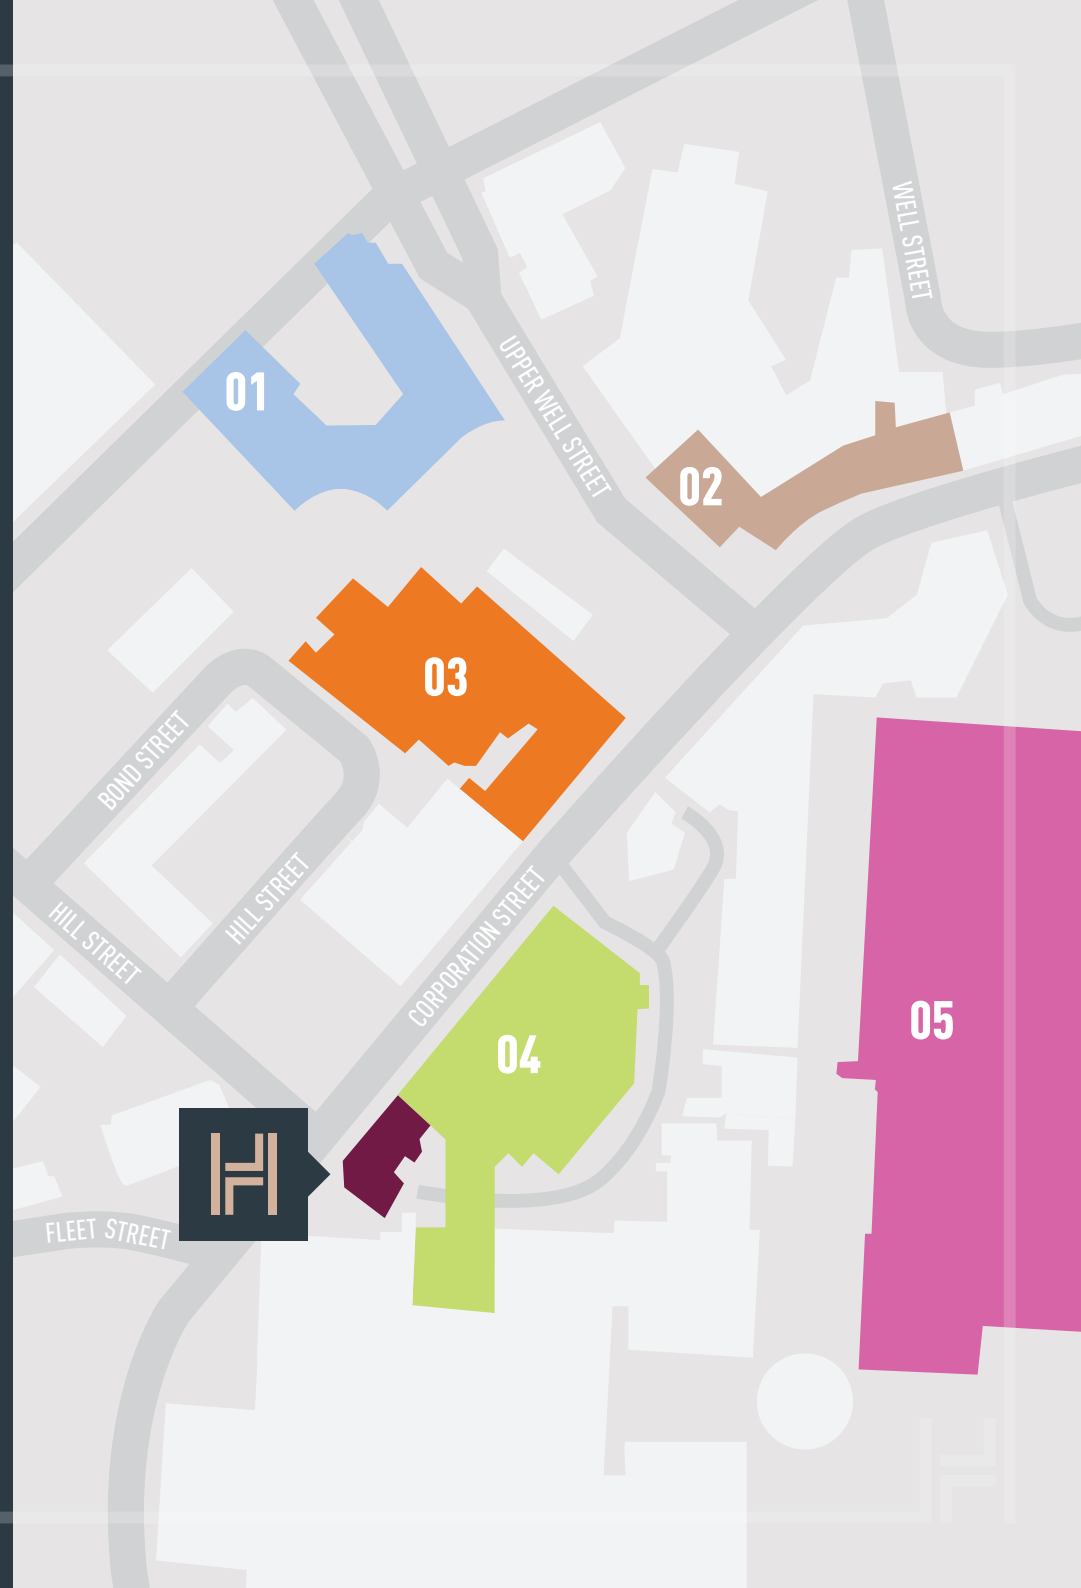 WELL STREET
UPPER WELL STREET
01
02
03
BOND STREET
HILL STREET
HILL STREET
CORPORATION STREET
04
05
H
FLEET STREET